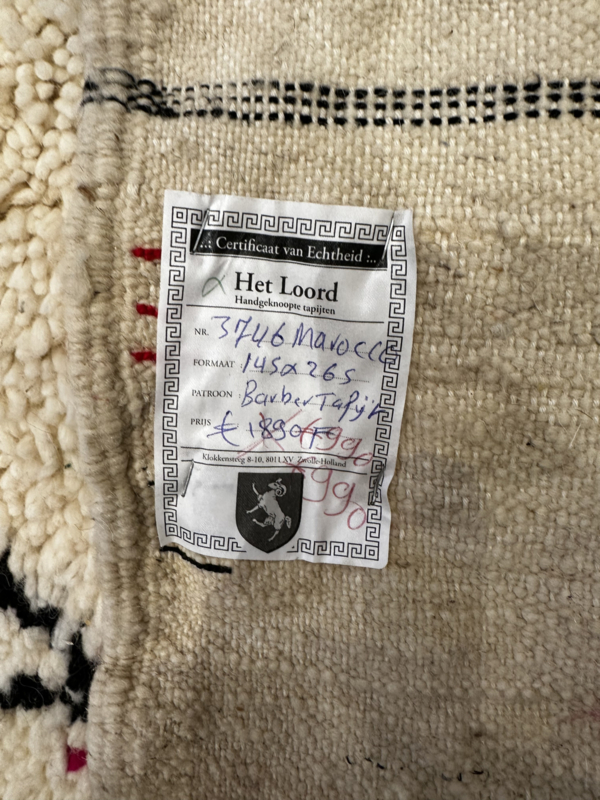 .:: Certificaat van Echtheid ::.
Het Loord
Handgeknoopte tapijten
NR. 3746 Marocco
FORMAAT 145x265
PATROON Barber Tapijt
PRIJS € 1890
Klokkensteeg 8-10, 8011 XV Zwolle-Holland
990